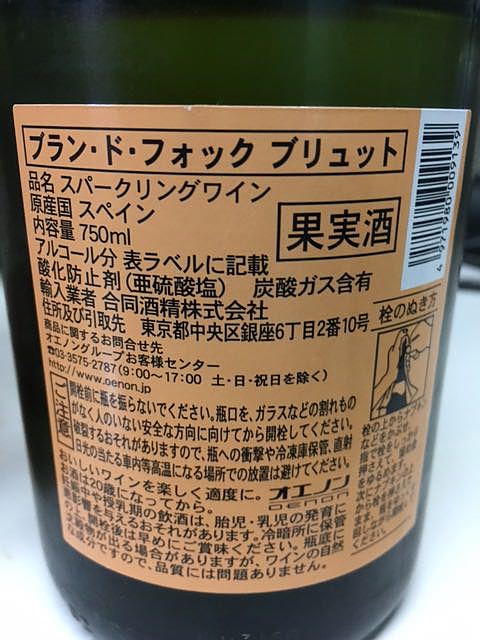 ブラン・ド・フォック ブリュット
品名 スパークリングワイン
原産国 スペイン
内容量 750ml
果実酒
アルコール分 表ラベルに記載
酸化防止剤(亜硫酸塩) 炭酸ガス含有
輸入業者 合同酒精株式会社
住所及び引取先 東京都中央区銀座6丁目2番10号
商品に関するお問合せ先
オエノングループお客様センター
☎03-3575-2787(9:00〜17:00 土・日・祝日を除く)
http://www.oenon.jp
ご注意
開栓前に瓶を振らないでください。瓶口を、ガラスなどの割れもの
がなく人のいない安全な方向に向けてから開栓してください。
破裂するおそれがありますので、瓶への衝撃や冷凍庫保管、直射
日光の当たる車内等高温になる場所での放置は避けてください。
おいしいワインを楽しく適度に。
オエノン
OENON
お酒は20歳になってから。
妊娠中や授乳期の飲酒は、胎児・乳児の発育に
悪影響を与えるおそれがあります。冷暗所に保管
の上開栓後は早めにご賞味ください。瓶底に
沈殿物が出る場合がありますが、ワインの自然
な成分ですので、品質には問題ありません。
4 971980 009139
栓のぬき方
栓の上からナプキン